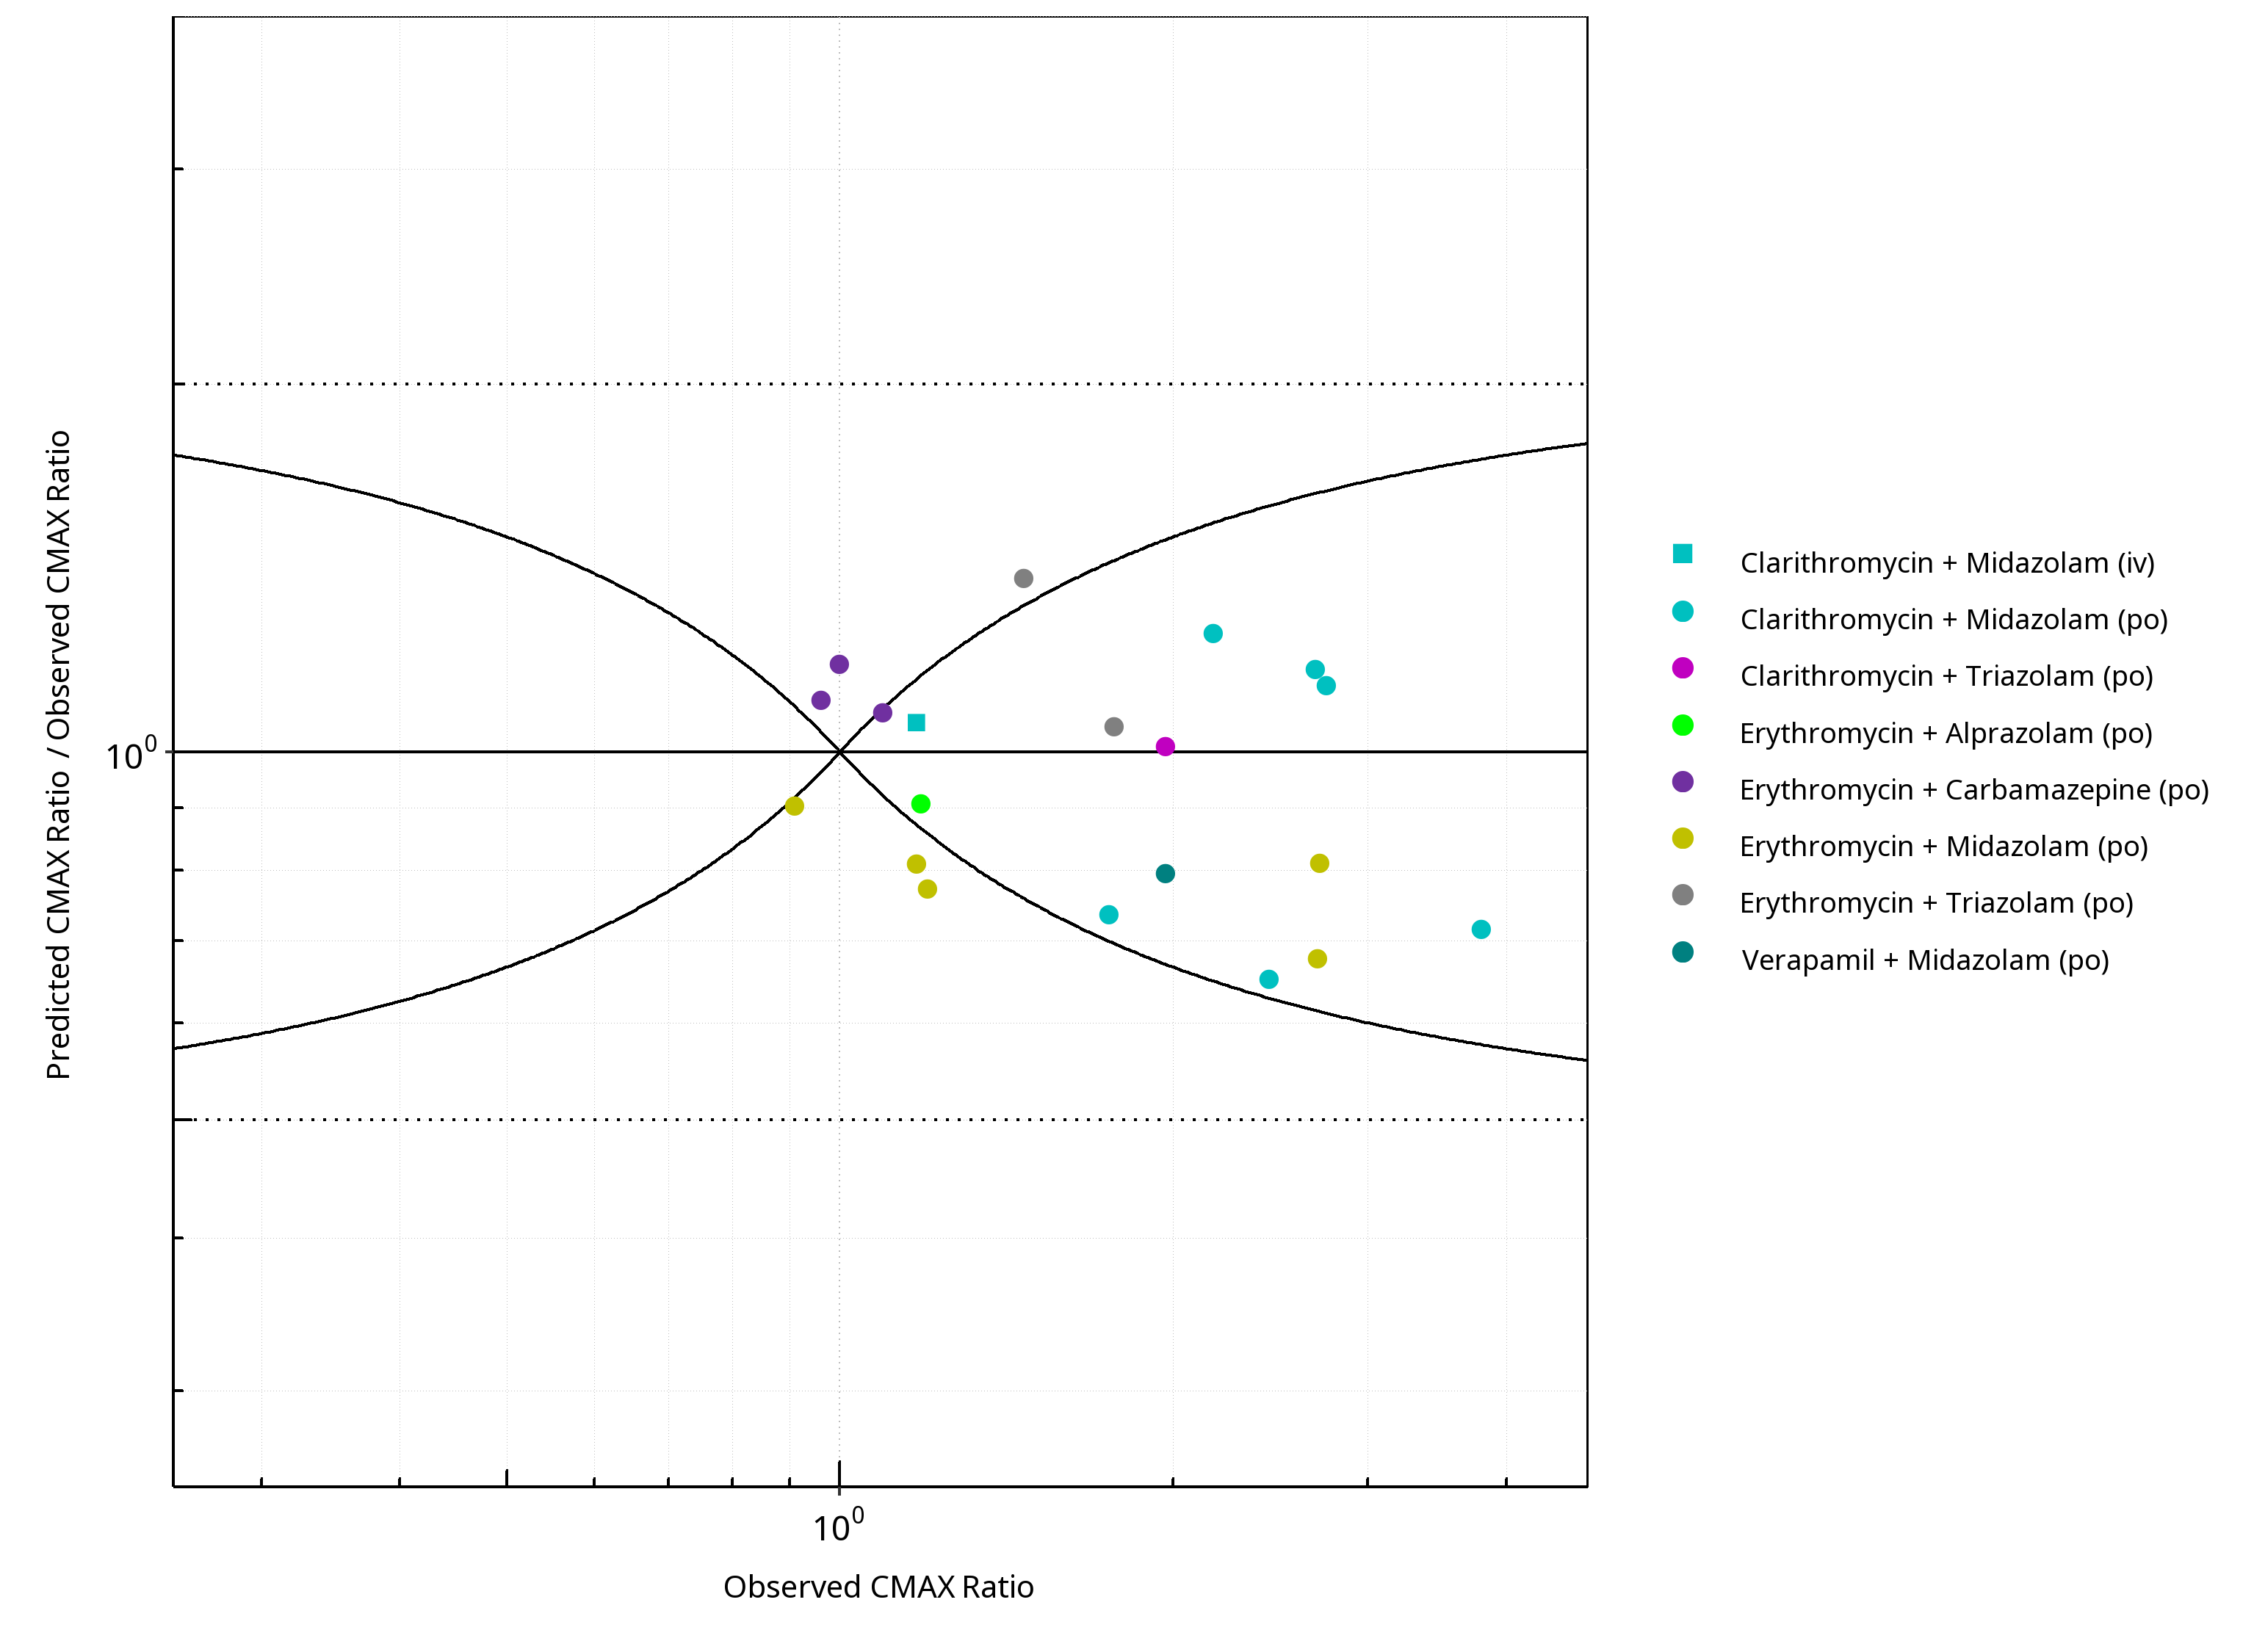 Predicted CMAX Ratio / Observed CMAX Ratio
10⁰
10⁰
Observed CMAX Ratio
Clarithromycin + Midazolam (iv)
Clarithromycin + Midazolam (po)
Clarithromycin + Triazolam (po)
Erythromycin + Alprazolam (po)
Erythromycin + Carbamazepine (po)
Erythromycin + Midazolam (po)
Erythromycin + Triazolam (po)
Verapamil + Midazolam (po)